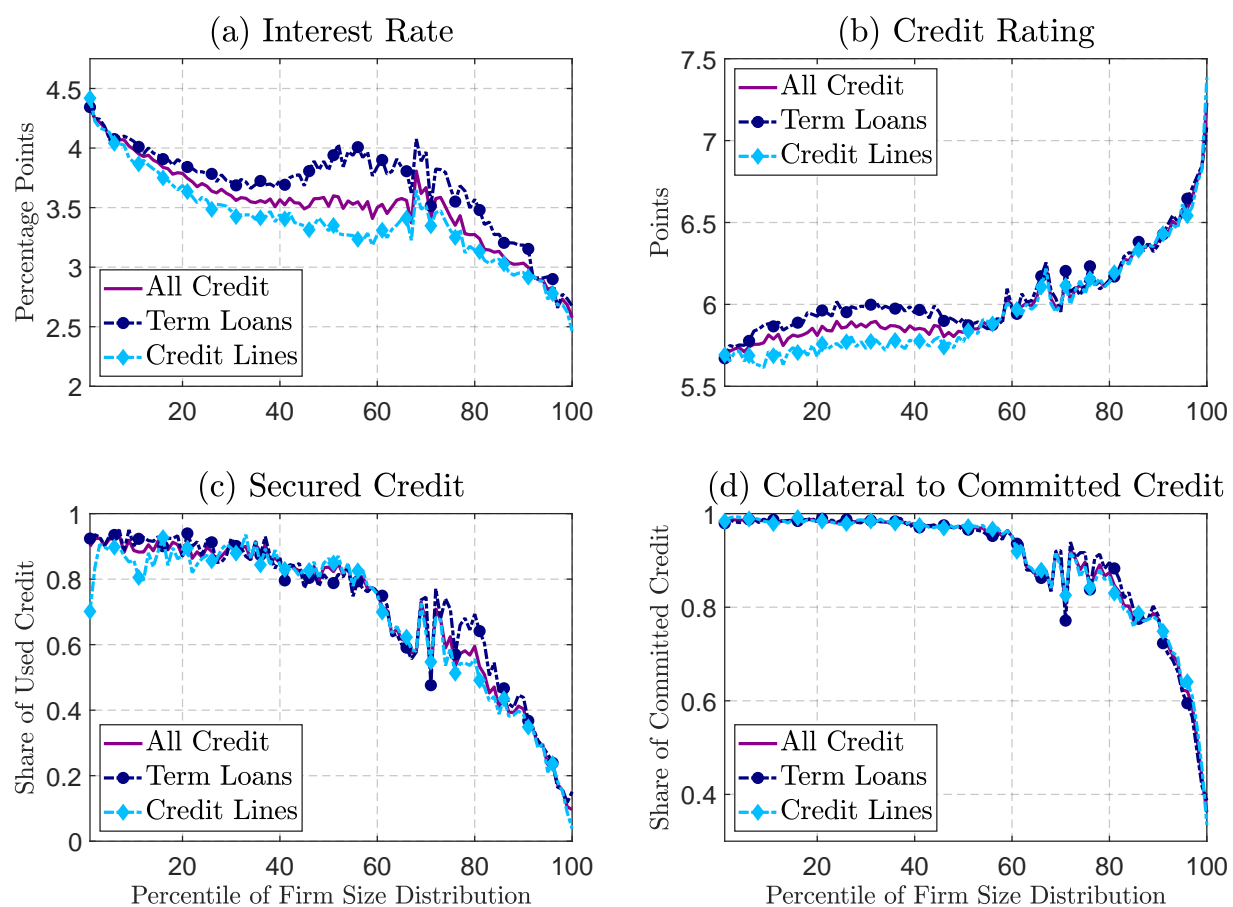 (a) Interest Rate
4.5
4
3.5
3
2.5
2
Percentage Points
All Credit
Term Loans
Credit Lines
20 40 60 80 100
(b) Credit Rating
7.5
7
6.5
6
5.5
Points
All Credit
Term Loans
Credit Lines
20 40 60 80 100
(c) Secured Credit
1
0.8
0.6
0.4
0.2
0
Share of Used Credit
All Credit
Term Loans
Credit Lines
20 40 60 80 100
Percentile of Firm Size Distribution
(d) Collateral to Committed Credit
1
0.8
0.6
0.4
Share of Committed Credit
All Credit
Term Loans
Credit Lines
20 40 60 80 100
Percentile of Firm Size Distribution